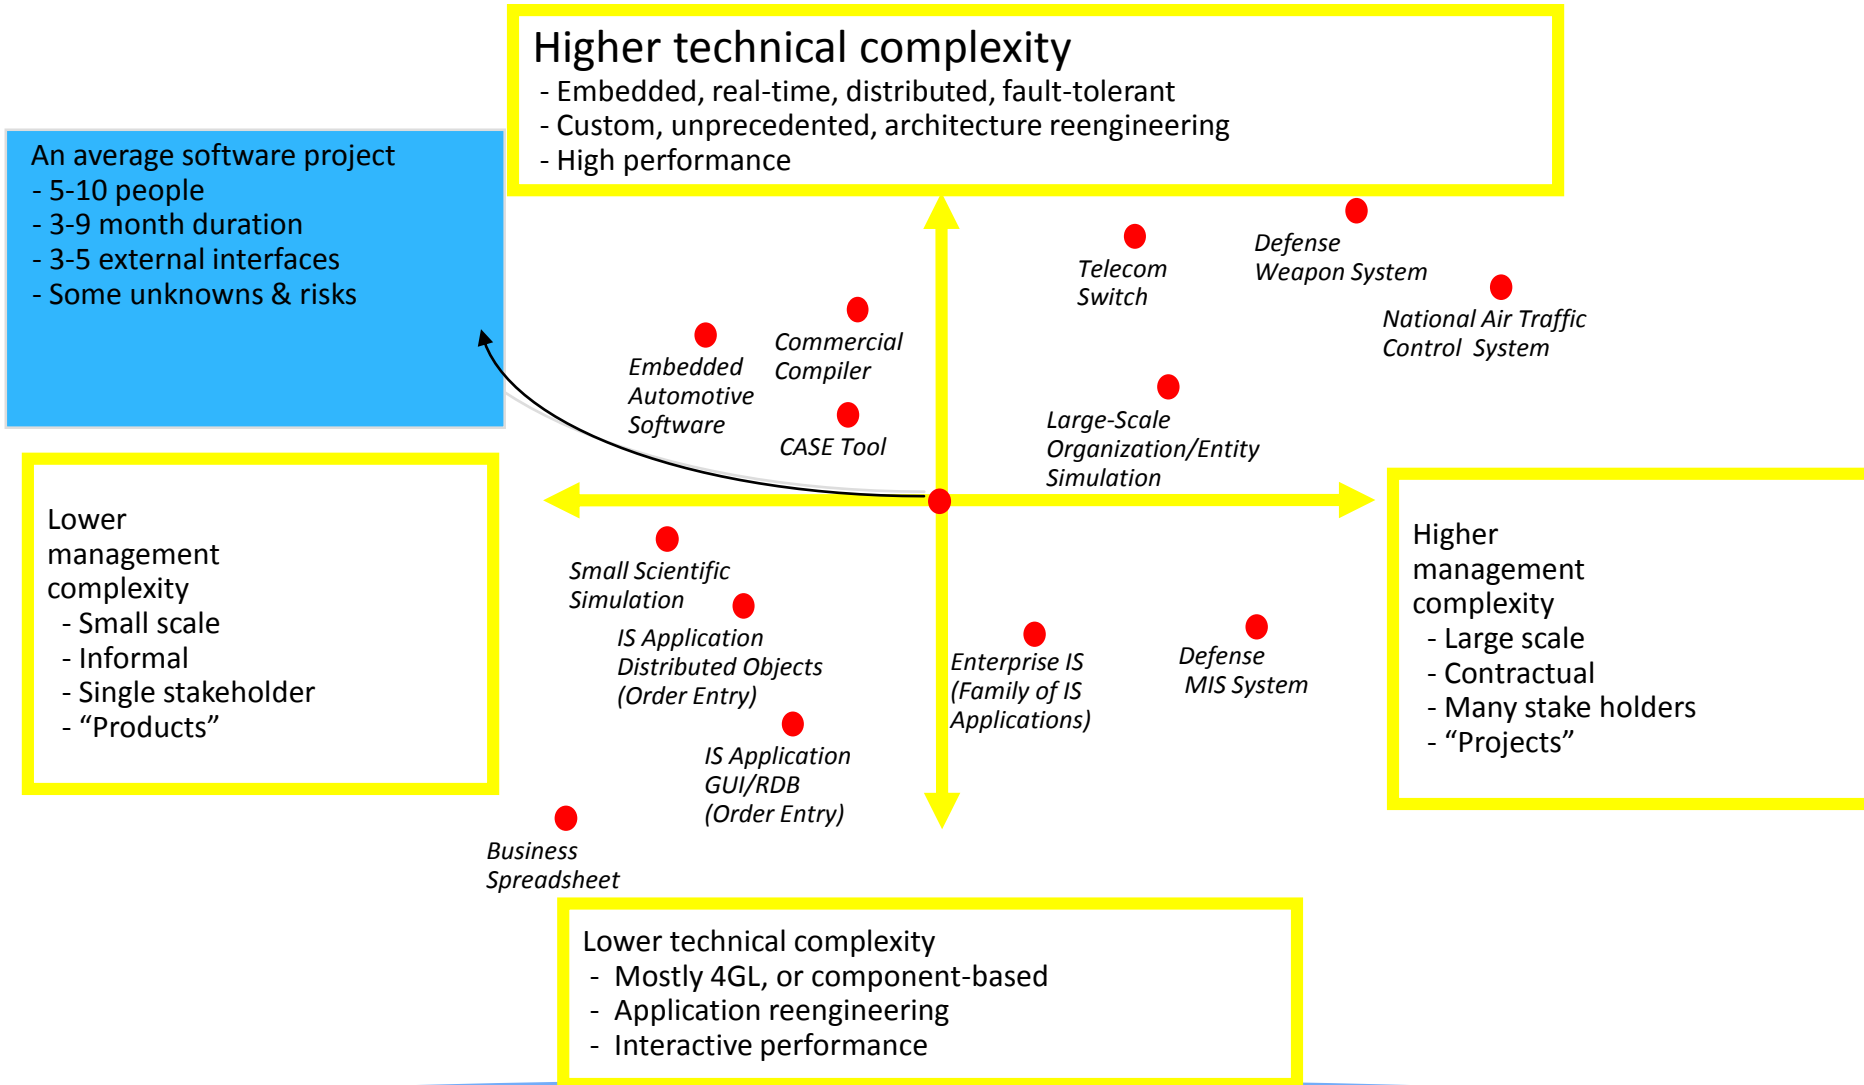 Higher technical complexity
- Embedded, real-time, distributed, fault-tolerant
- Custom, unprecedented, architecture reengineering
- High performance
An average software project
- 5-10 people
- 3-9 month duration
- 3-5 external interfaces
- Some unknowns & risks
Telecom
Switch
Defense
Weapon System
National Air Traffic
Control System
Commercial
Compiler
Embedded
Automotive
Software
CASE Tool
Large-Scale
Organization/Entity
Simulation
Lower
management
complexity
- Small scale
- Informal
- Single stakeholder
- “Products”
Higher
management
complexity
- Large scale
- Contractual
- Many stake holders
- “Projects”
Small Scientific
Simulation
IS Application
Distributed Objects
(Order Entry)
Enterprise IS
(Family of IS
Applications)
Defense
MIS System
IS Application
GUI/RDB
(Order Entry)
Business
Spreadsheet
Lower technical complexity
- Mostly 4GL, or component-based
- Application reengineering
- Interactive performance